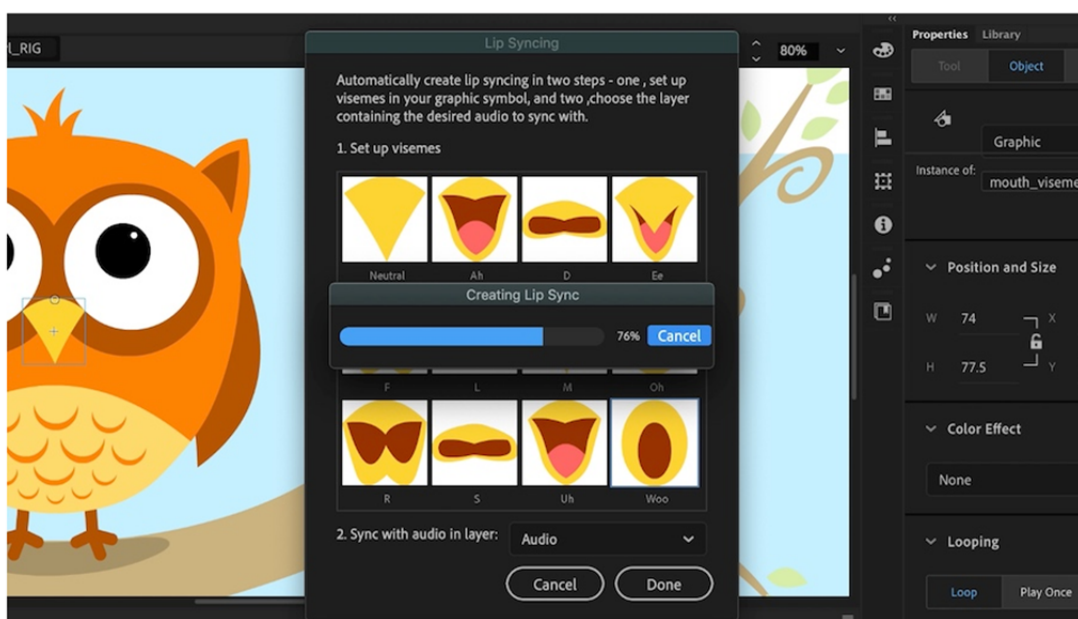 L_RIG
Lip Syncing
80%
Automatically create lip syncing in two steps - one , set up
visemes in your graphic symbol, and two ,choose the layer
containing the desired audio to sync with.
1. Set up visemes
Neutral Ah D Ee
Creating Lip Sync
76% Cancel
F L M Oh
R S Uh Woo
2. Sync with audio in layer: Audio
Cancel Done
Properties Library
Tool Object
Graphic
Instance of: mouth_viseme
Position and Size
W 74 X
H 77.5 Y
Color Effect
None
Looping
Loop Play Once